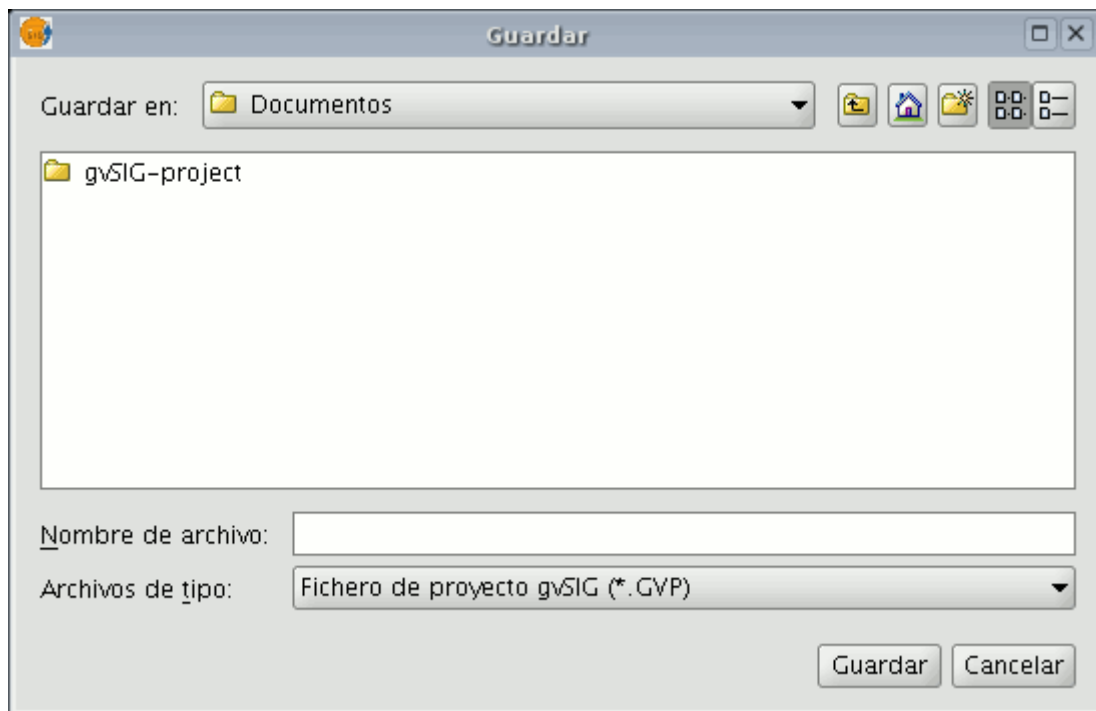 Guardar
Guardar en: Documentos
gvSIG-project
Nombre de archivo:
Archivos de tipo: Fichero de proyecto gvSIG (*.GVP)
Guardar Cancelar